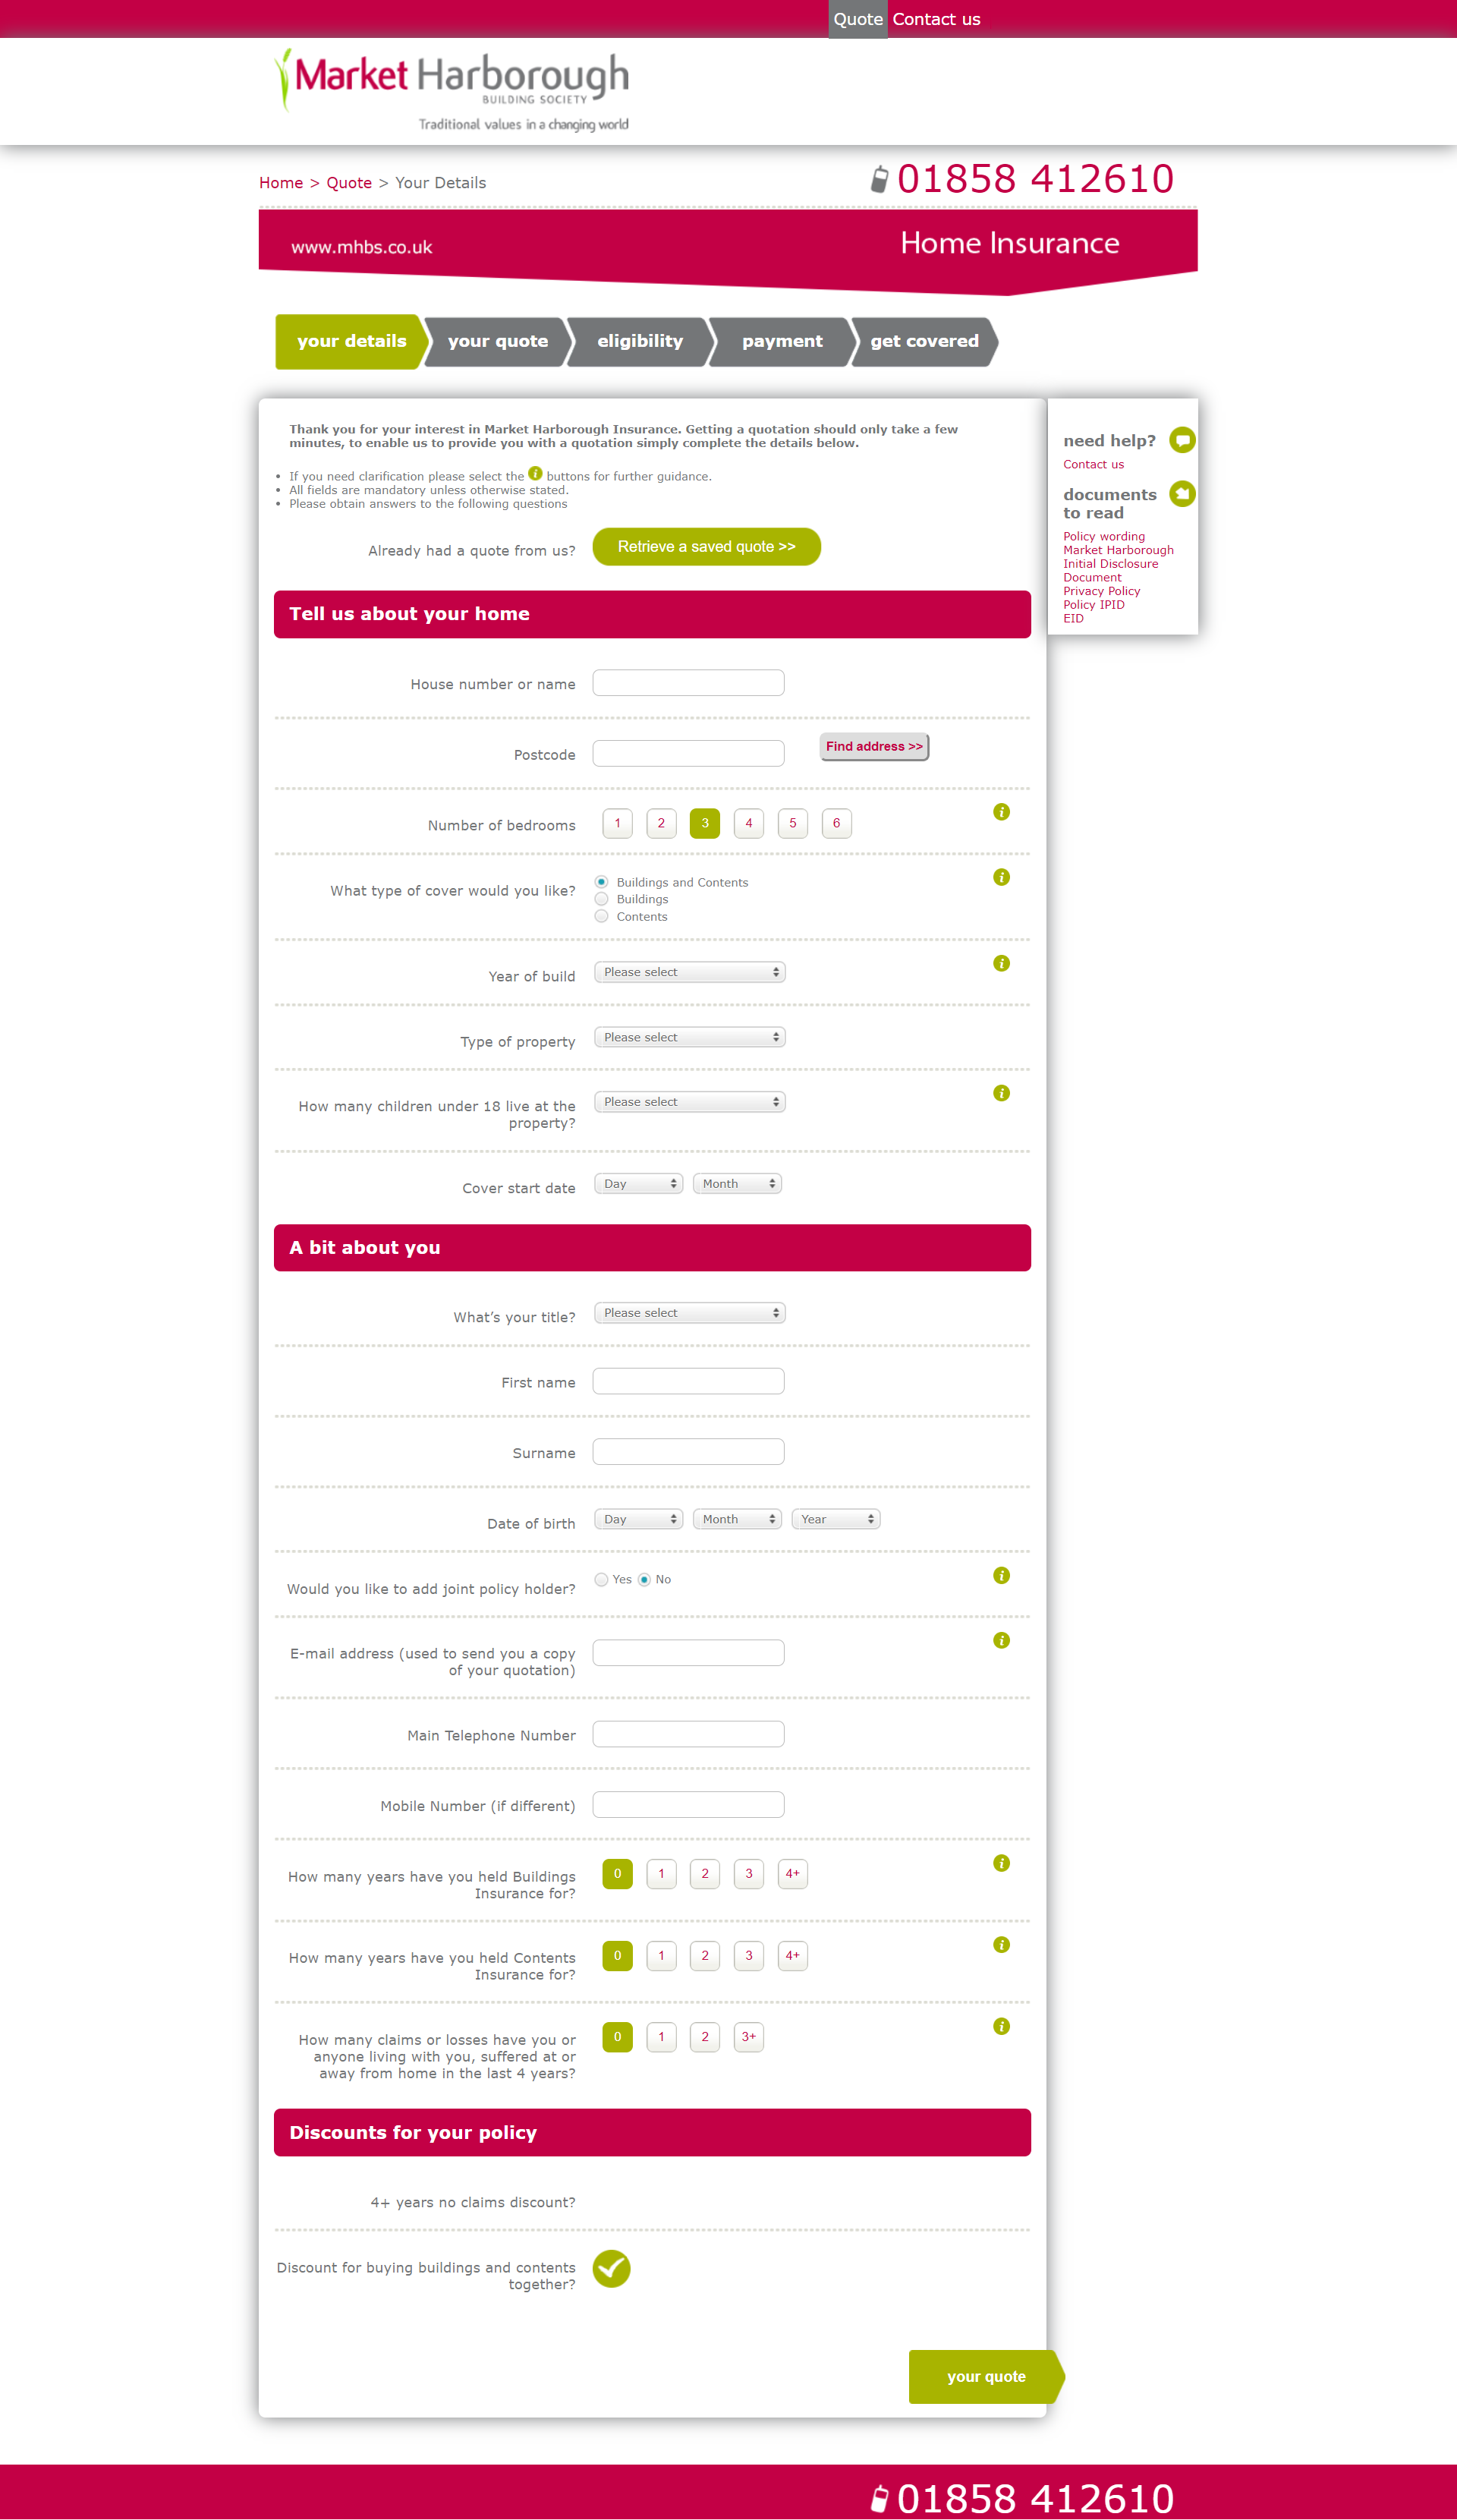 Quote Contact us
Market Harborough
BUILDING SOCIETY
Traditional values in a changing world
Home > Quote > Your Details
01858 412610
www.mhbs.co.uk
Home Insurance
your details
your quote
eligibility
payment
get covered
Thank you for your interest in Market Harborough Insurance. Getting a quotation should only take a few
minutes, to enable us to provide you with a quotation simply complete the details below.
• If you need clarification please select the i buttons for further guidance.
• All fields are mandatory unless otherwise stated.
• Please obtain answers to the following questions
Already had a quote from us?
Retrieve a saved quote >>
need help?
Contact us
documents
to read
Policy wording
Market Harborough
Initial Disclosure
Document
Privacy Policy
Policy IPID
EID
Tell us about your home
House number or name
Postcode
Find address >>
Number of bedrooms
1 2 3 4 5 6
i
What type of cover would you like?
Buildings and Contents
Buildings
Contents
i
Year of build
Please select
i
Type of property
Please select
How many children under 18 live at the
property?
Please select
i
Cover start date
Day
Month
A bit about you
What's your title?
Please select
First name
Surname
Date of birth
Day
Month
Year
Would you like to add joint policy holder?
Yes No
i
E-mail address (used to send you a copy
of your quotation)
i
Main Telephone Number
Mobile Number (if different)
How many years have you held Buildings
Insurance for?
0 1 2 3 4+
i
How many years have you held Contents
Insurance for?
0 1 2 3 4+
i
How many claims or losses have you or
anyone living with you, suffered at or
away from home in the last 4 years?
0 1 2 3+
i
Discounts for your policy
4+ years no claims discount?
Discount for buying buildings and contents
together?
your quote
01858 412610